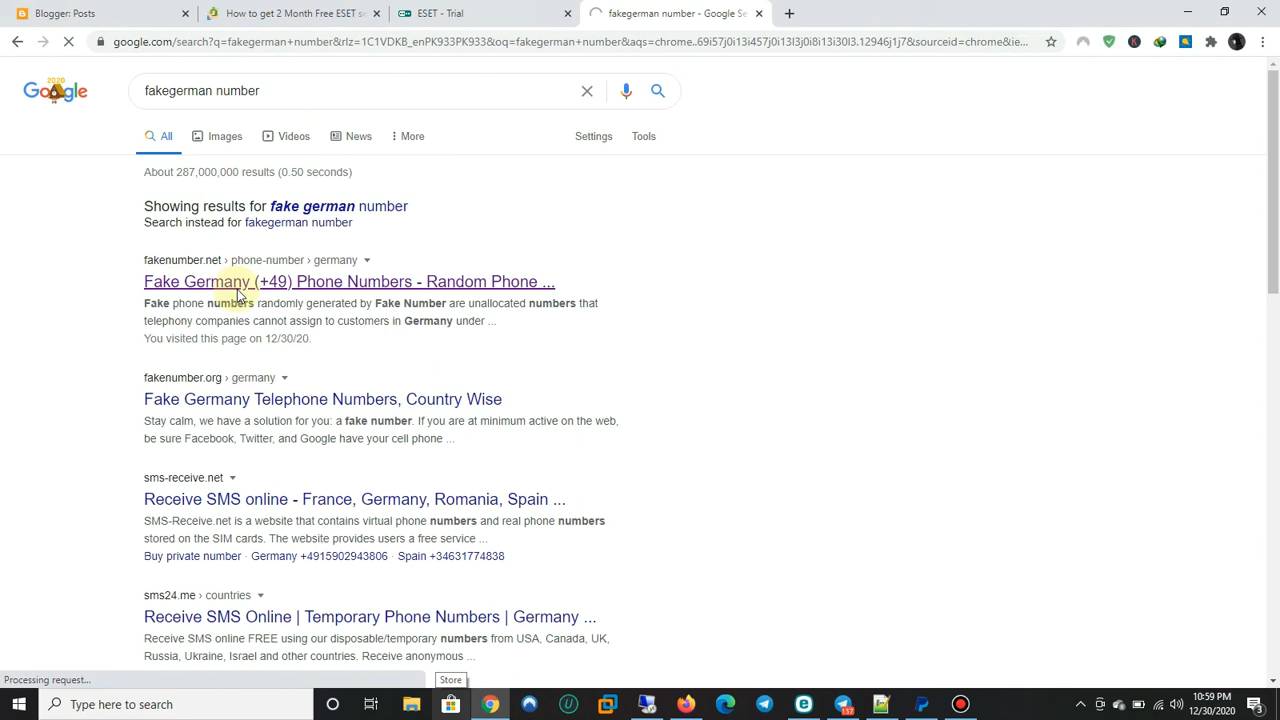 Blogger: Posts
How to get 2 Month Free ESET se
ESET - Trial
fakegerman number - Google Se
google.com/search?q=fakegerman+number&rlz=1C1VDKB_enPK933PK933&oq=fakegerman+number&aqs=chrome..69i57j0i13i457j0i13l3j0i8i13i30l3.12946j1j7&sourceid=chrome&ie...
2020
Google
fakegerman number
All
Images
Videos
News
More
Settings
Tools
About 287,000,000 results (0.50 seconds)
Showing results for fake german number
Search instead for fakegerman number
fakenumber.net › phone-number › germany
Fake Germany (+49) Phone Numbers - Random Phone ...
Fake phone numbers randomly generated by Fake Number are unallocated numbers that
telephony companies cannot assign to customers in Germany under ...
You visited this page on 12/30/20.
fakenumber.org › germany
Fake Germany Telephone Numbers, Country Wise
Stay calm, we have a solution for you: a fake number. If you are at minimum active on the web,
be sure Facebook, Twitter, and Google have your cell phone ...
sms-receive.net
Receive SMS online - France, Germany, Romania, Spain ...
SMS-Receive.net is a website that contains virtual phone numbers and real phone numbers
stored on the SIM cards. The website provides users a free service ...
Buy private number · Germany +4915902943806 · Spain +34631774838
sms24.me › countries
Receive SMS Online | Temporary Phone Numbers | Germany ...
Receive SMS online FREE using our disposable/temporary numbers from USA, Canada, UK,
Russia, Ukraine, Israel and other countries. Receive anonymous ...
Processing request...
Store
Type here to search
157
10:59 PM
12/30/2020
3